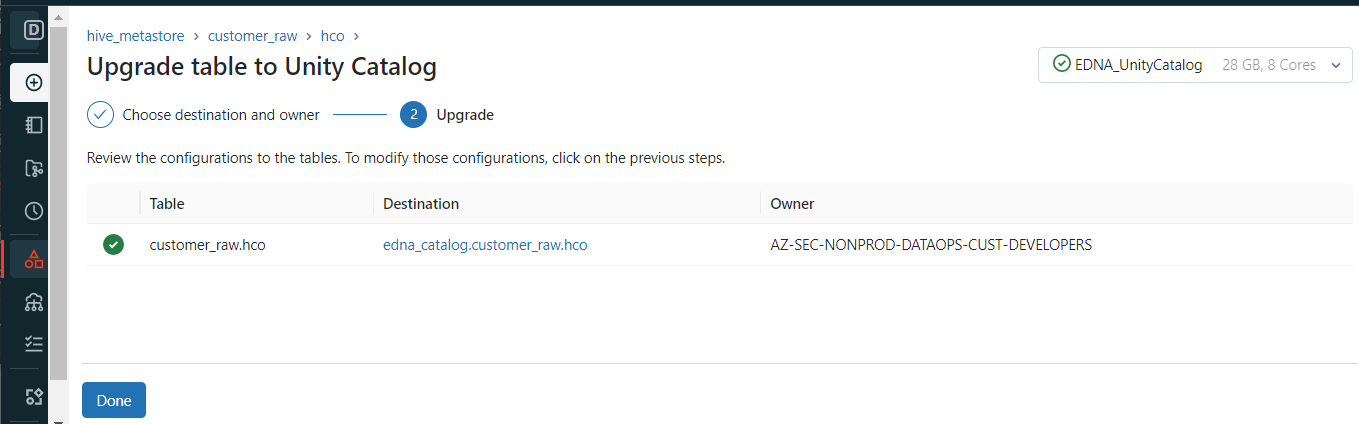 D
hive_metastore > customer_raw > hco >
Upgrade table to Unity Catalog
EDNA_UnityCatalog 28 GB, 8 Cores
Choose destination and owner 2 Upgrade
Review the configurations to the tables. To modify those configurations, click on the previous steps.
Table Destination Owner
customer_raw.hco edna_catalog.customer_raw.hco AZ-SEC-NONPROD-DATAOPS-CUST-DEVELOPERS
Done